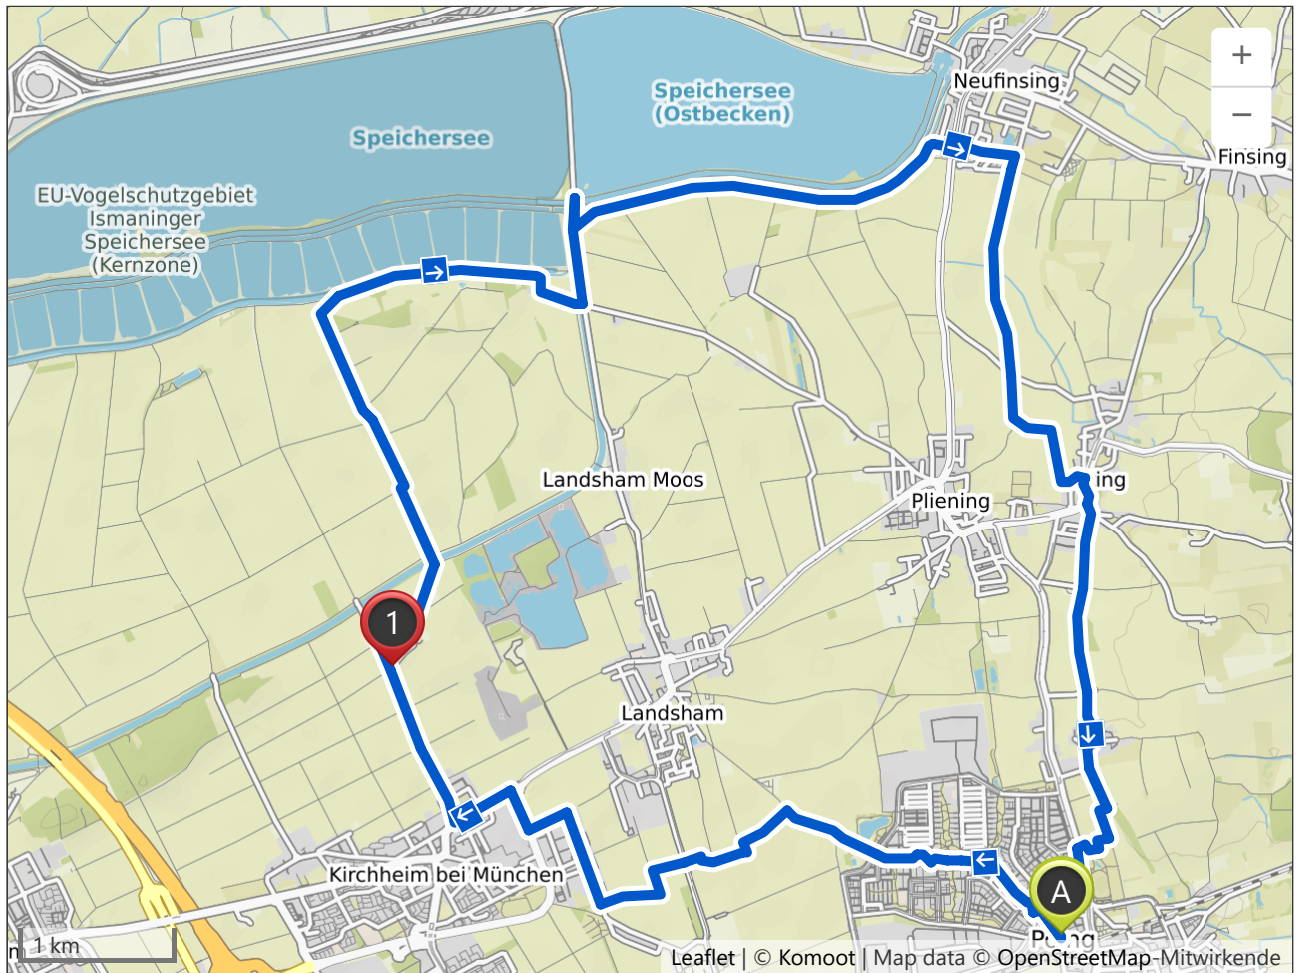 +
Neufinsing
Speichersee
(Ostbecken)
−
Speichersee
Finsing
EU-Vogelschutzgebiet
Ismaninger
Speichersee
(Kernzone)
Landsham Moos
ing
Pliening
1
Landsham
Kirchheim bei München
A
1 km
Leaflet | © Komoot | Map data © OpenStreetMap-Mitwirkende